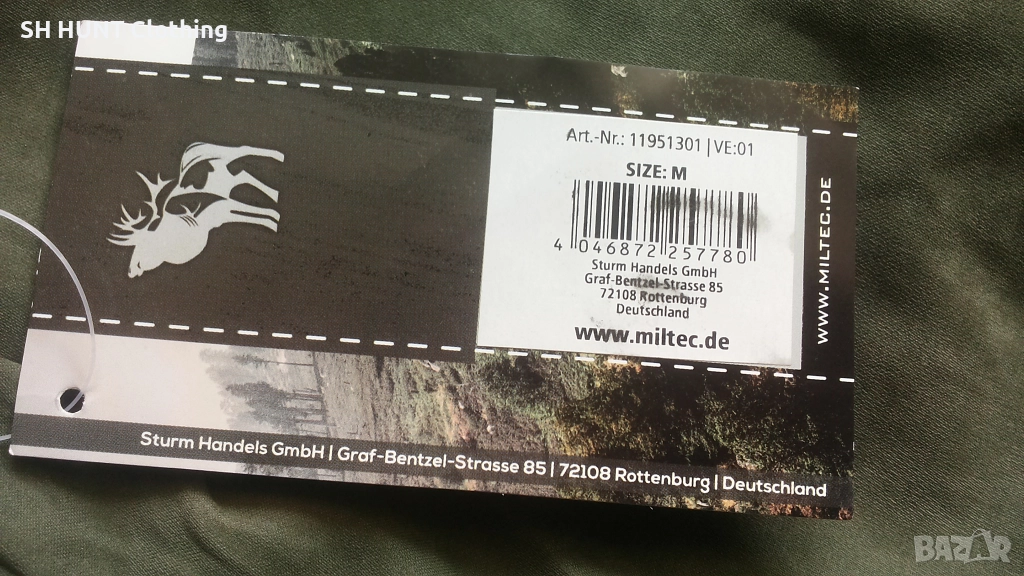 SH HUNT Clothing
Art.-Nr.: 11951301 | VE:01
SIZE: M
4 046872 257780
Sturm Handels GmbH
Graf-Bentzel-Strasse 85
72108 Rottenburg
Deutschland
www.miltec.de
WWW.MILTEC.DE
Sturm Handels GmbH | Graf-Bentzel-Strasse 85 | 72108 Rottenburg | Deutschland
BAZAR